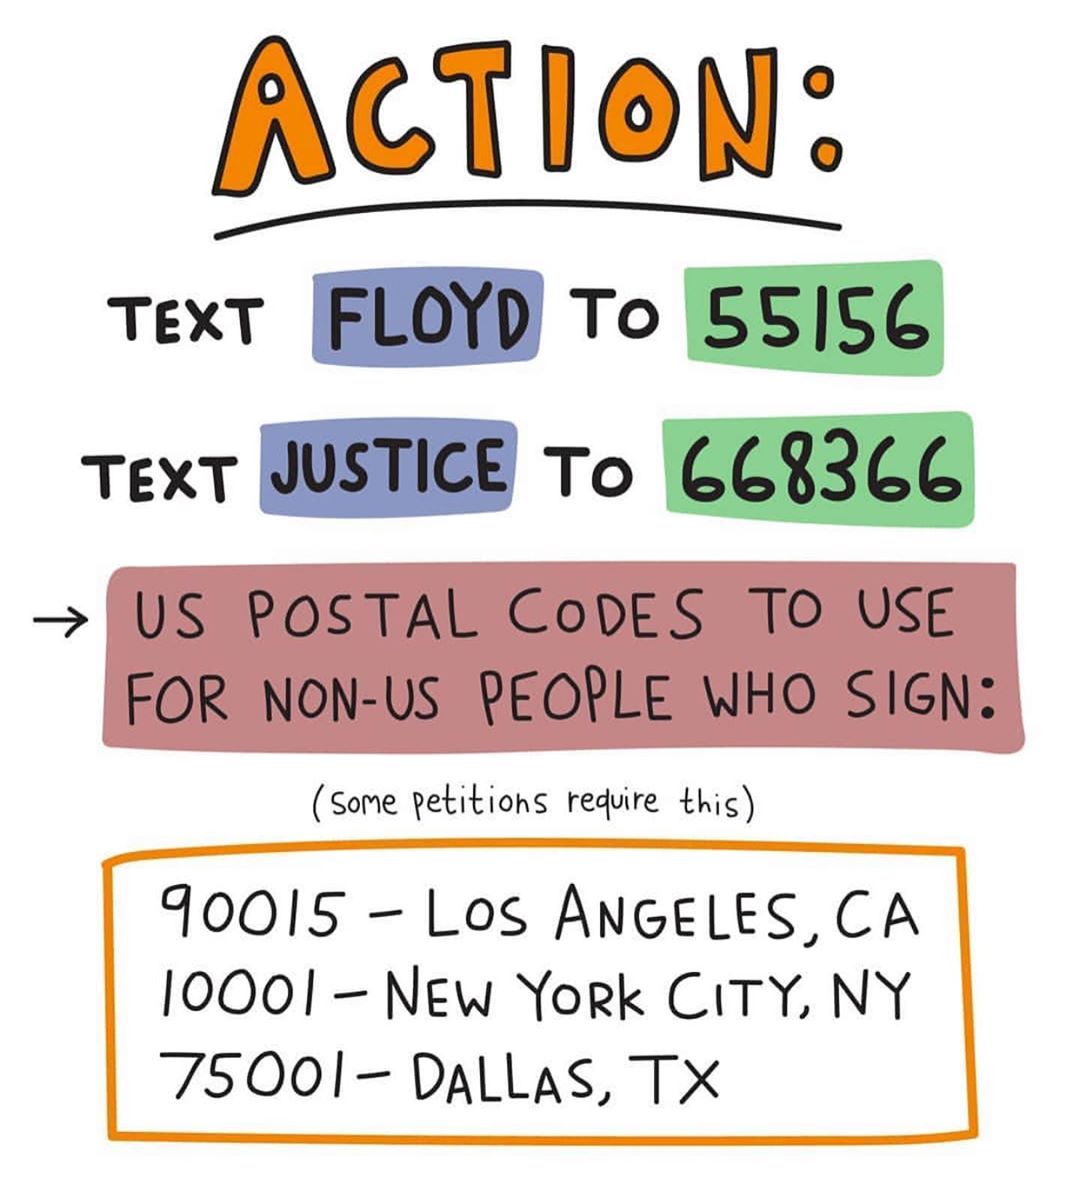 ACTION:
TEXT FLOYD TO 55156
TEXT JUSTICE TO 668366
→ US POSTAL CODES TO USE
FOR NON-US PEOPLE WHO SIGN:
(Some petitions require this)
90015 – LOS ANGELES, CA
10001 – NEW YORK CITY, NY
75001 – DALLAS, TX